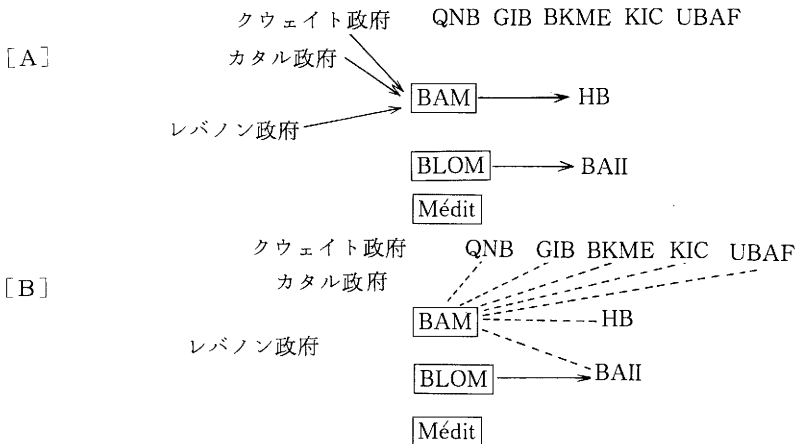 クウェイト政府 QNB GIB BKME KIC UBAF
[A]
カタル政府
BAM HB
レバノン政府
BLOM BAII
Médit
クウェイト政府 QNB GIB BKME KIC UBAF
[B]
カタル政府
BAM HB
レバノン政府
BLOM BAII
Médit